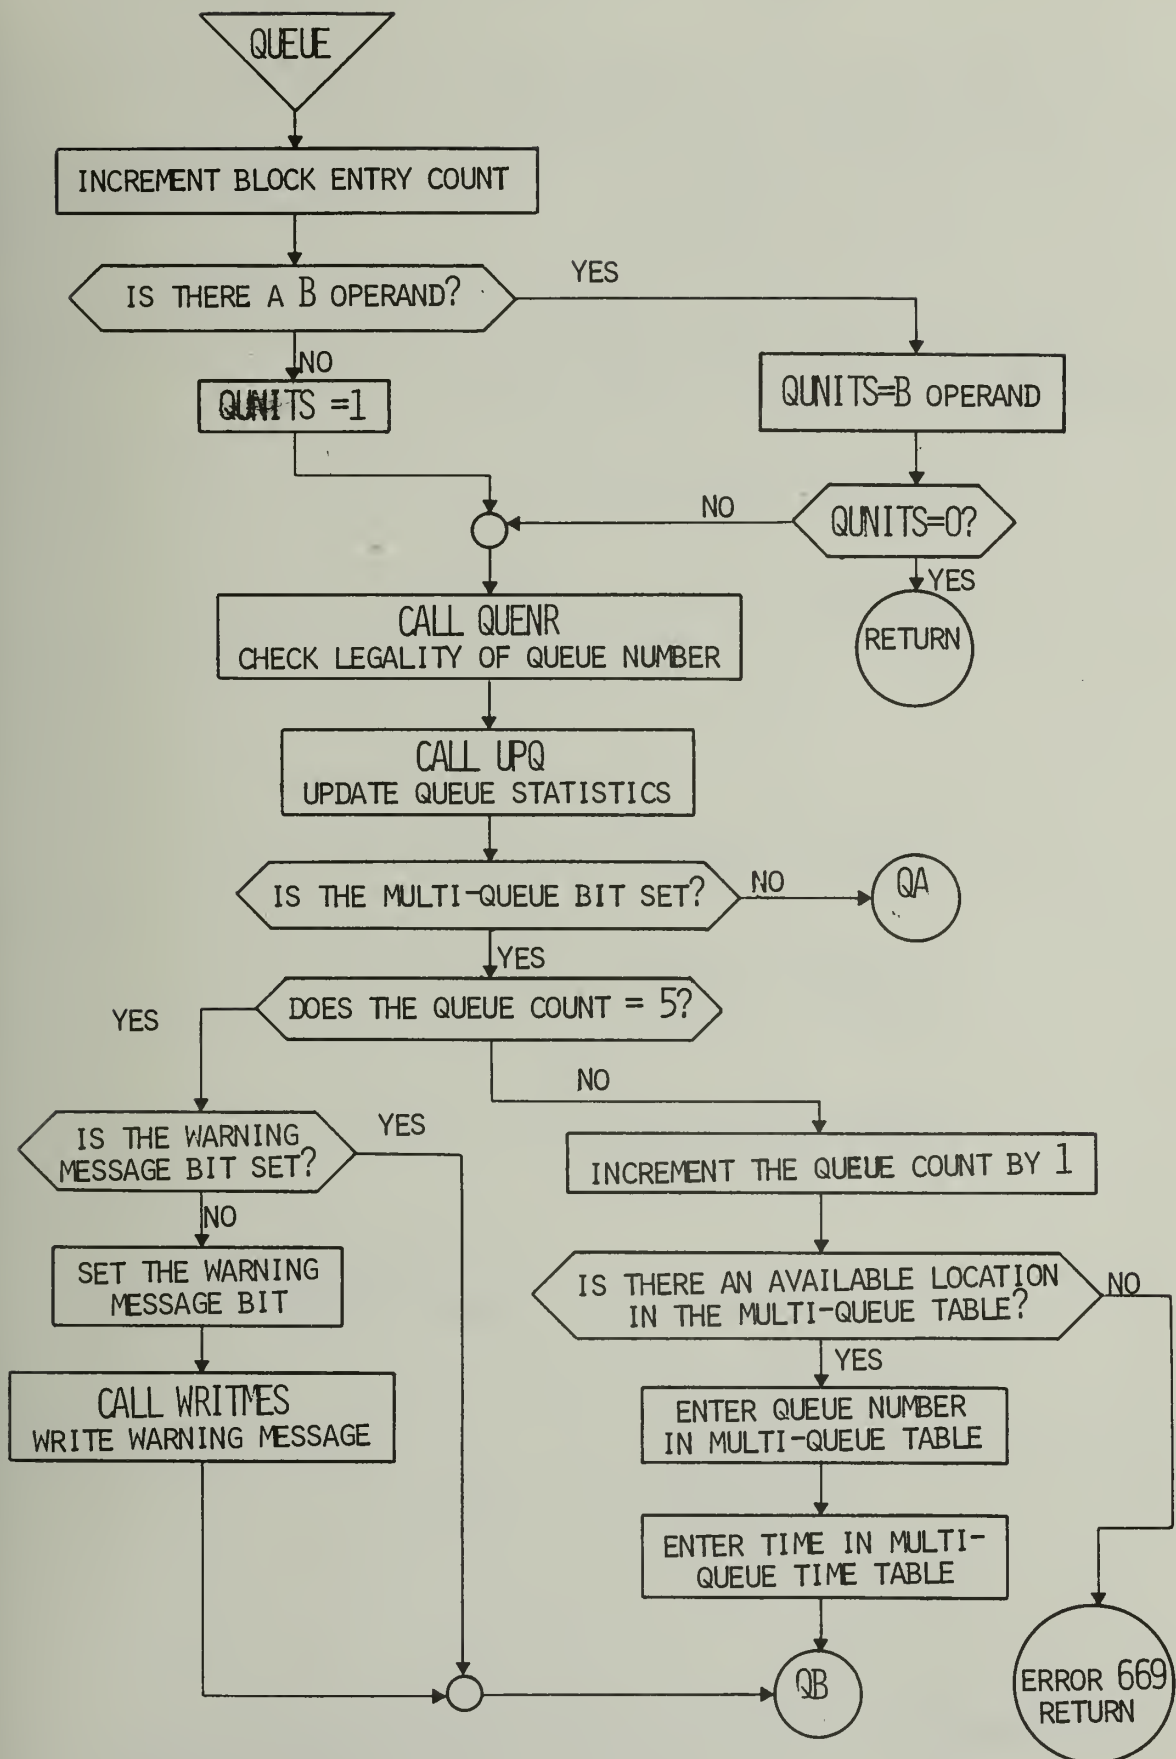 QUEUE
INCREMENT BLOCK ENTRY COUNT
IS THERE A B OPERAND?
YES
NO
QUNITS =1
QUNITS=B OPERAND
NO
QUNITS=0?
YES
RETURN
CALL QUENR
CHECK LEGALITY OF QUEUE NUMBER
CALL UPQ
UPDATE QUEUE STATISTICS
IS THE MULTI-QUEUE BIT SET?
NO
QA
YES
DOES THE QUEUE COUNT = 5?
YES
NO
IS THE WARNING
MESSAGE BIT SET?
YES
INCREMENT THE QUEUE COUNT BY 1
NO
SET THE WARNING
MESSAGE BIT
IS THERE AN AVAILABLE LOCATION
IN THE MULTI-QUEUE TABLE?
NO
YES
CALL WRITMES
WRITE WARNING MESSAGE
ENTER QUEUE NUMBER
IN MULTI-QUEUE TABLE
ENTER TIME IN MULTI-
QUEUE TIME TABLE
QB
ERROR 669
RETURN